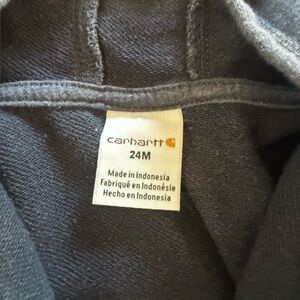 carhartt
24M
Made in Indonesia
Fabriqué en Indonésie
Hecho en Indonesia